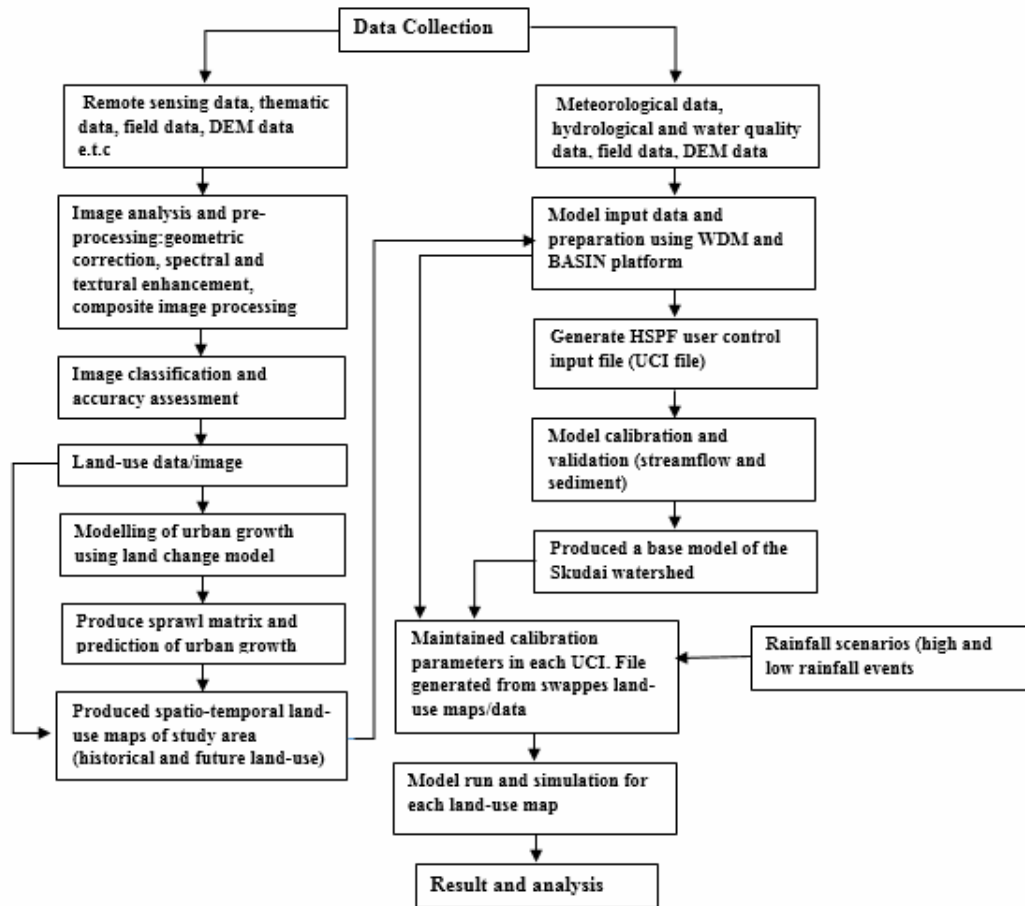 Data Collection
Remote sensing data, thematic
data, field data, DEM data
e.t.c
Image analysis and pre-
processing:geometric
correction, spectral and
textural enhancement,
composite image processing
Image classification and
accuracy assessment
Land-use data/image
Modelling of urban growth
using land change model
Produce sprawl matrix and
prediction of urban growth
Produced spatio-temporal land-
use maps of study area
(historical and future land-use)
Meteorological data,
hydrological and water quality
data, field data, DEM data
Model input data and
preparation using WDM and
BASIN platform
Generate HSPF user control
input file (UCI file)
Model calibration and
validation (streamflow and
sediment)
Produced a base model of the
Skudai watershed
Maintained calibration
parameters in each UCI. File
generated from swappes land-
use maps/data
Rainfall scenarios (high and
low rainfall events
Model run and simulation for
each land-use map
Result and analysis